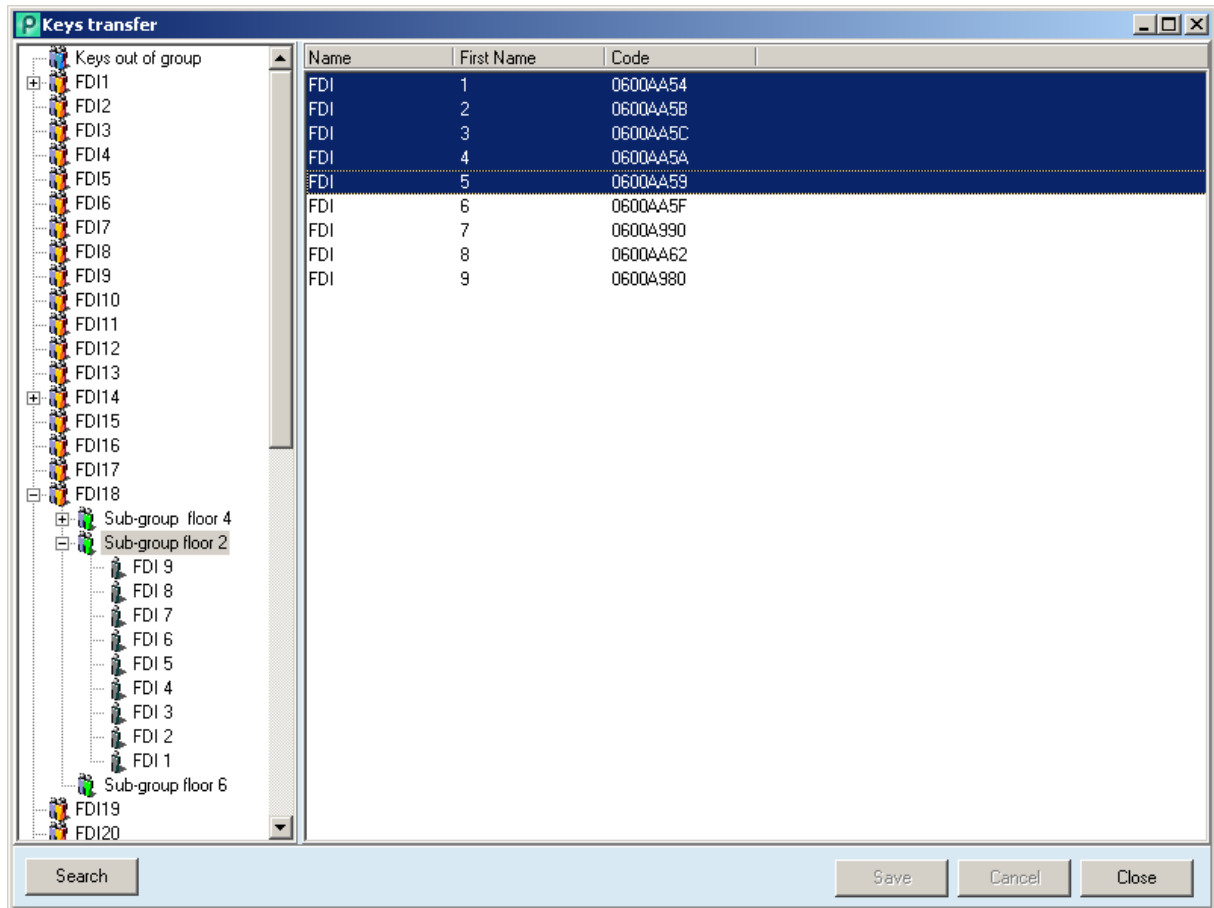 Keys transfer
Keys out of group
FDI1
FDI2
FDI3
FDI4
FDI5
FDI6
FDI7
FDI8
FDI9
FDI10
FDI11
FDI12
FDI13
FDI14
FDI15
FDI16
FDI17
FDI18
Sub-group floor 4
Sub-group floor 2
FDI 9
FDI 8
FDI 7
FDI 6
FDI 5
FDI 4
FDI 3
FDI 2
FDI 1
Sub-group floor 6
FDI19
FDI20
Name First Name Code
FDI 1 0600AA54
FDI 2 0600AA5B
FDI 3 0600AA5C
FDI 4 0600AA5A
FDI 5 0600AA59
FDI 6 0600AA5F
FDI 7 0600A990
FDI 8 0600AA62
FDI 9 0600A980
Search Save Cancel Close